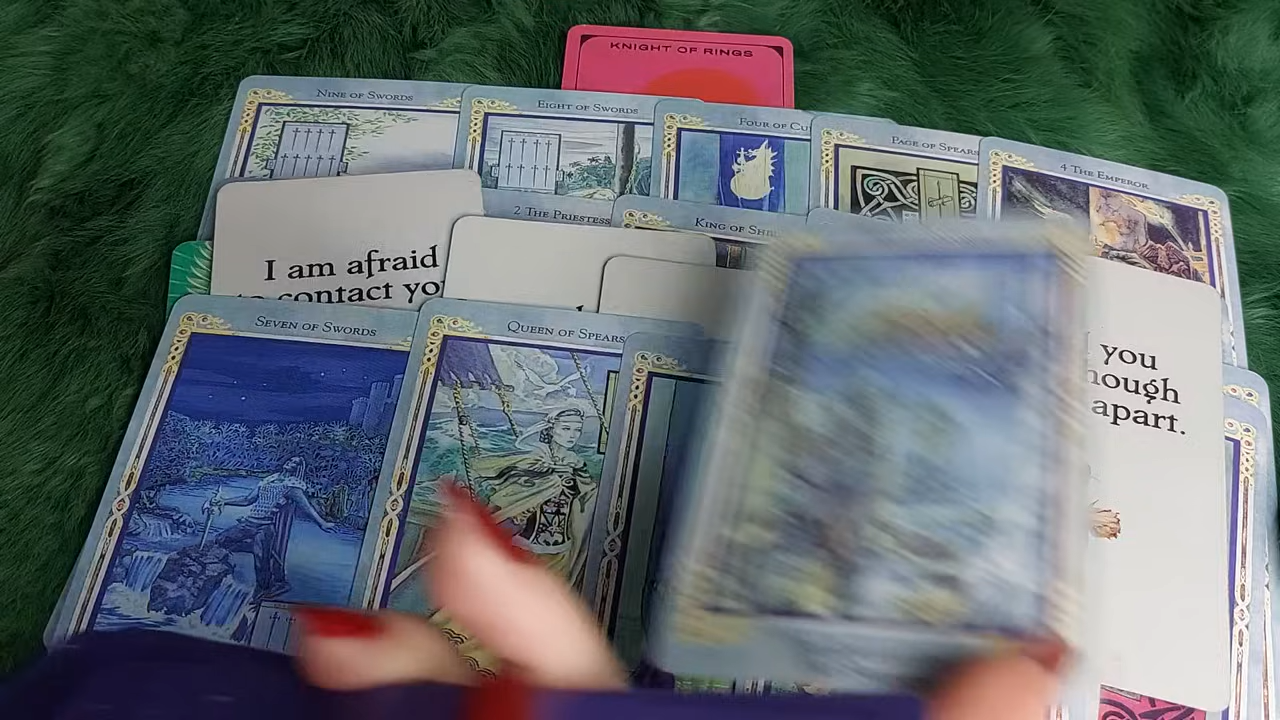 KNIGHT OF RINGS
NINE OF SWORDS
EIGHT OF SWORDS
FOUR OF CU
PAGE OF SPEARS
4 THE EMPEROR
2 THE PRIESTESS
KING OF SH
I am afraid
to contact yo
SEVEN OF SWORDS
QUEEN OF SPEARS
you
hough
apart.